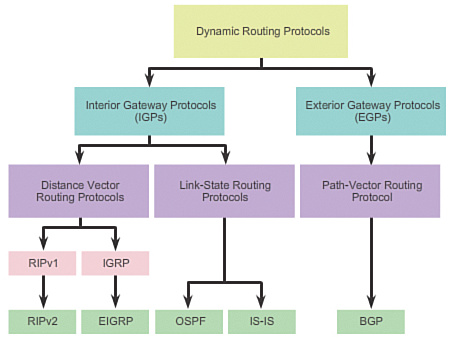 Dynamic Routing Protocols
Interior Gateway Protocols
(IGPs)
Exterior Gateway Protocols
(EGPs)
Distance Vector
Routing Protocols
Link-State Routing
Protocols
Path-Vector Routing
Protocol
RIPv1
IGRP
RIPv2
EIGRP
OSPF
IS-IS
BGP